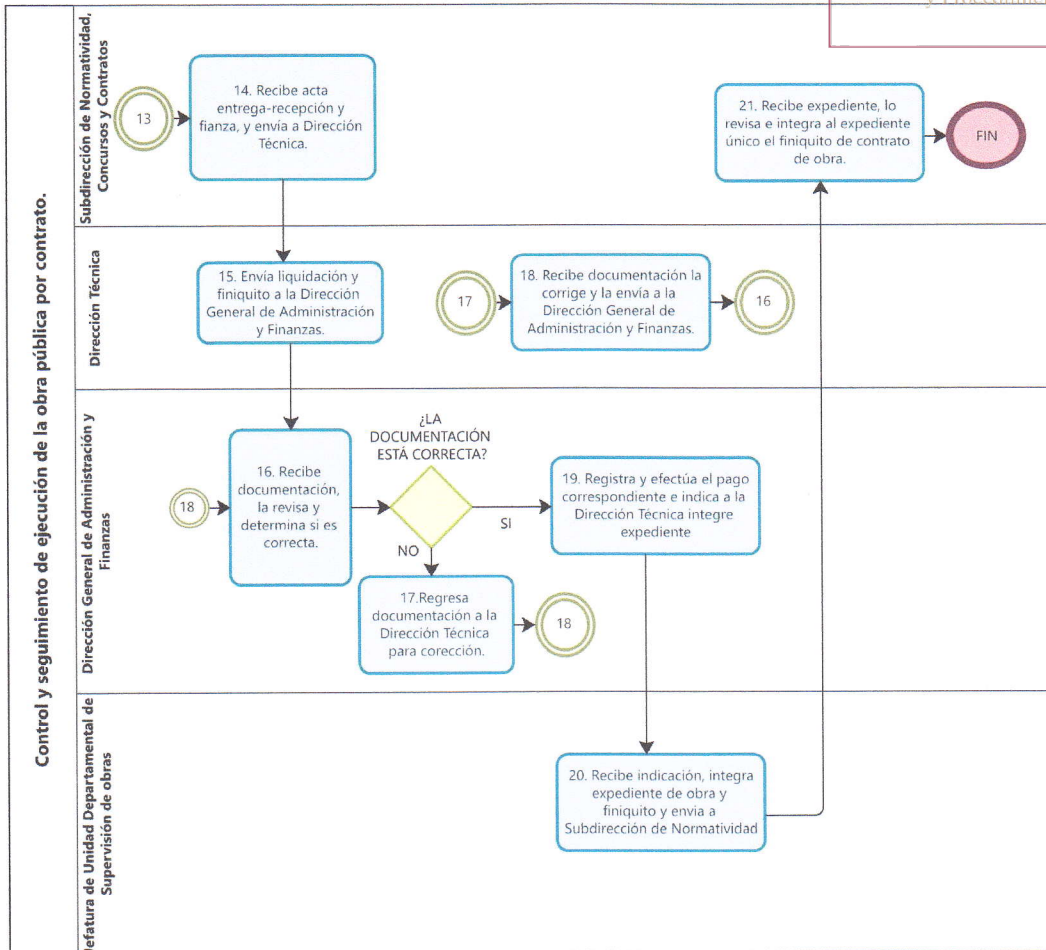 Control y seguimiento de ejecución de la obra pública por contrato.
Subdirección de Normatividad,
Concursos y Contratos
13
14. Recibe acta
entrega-recepción y
fianza, y envía a Dirección
Técnica.
21. Recibe expediente, lo
revisa e integra al expediente
único el finiquito de contrato
de obra.
FIN
Dirección Técnica
15. Envía liquidación y
finiquito a la Dirección
General de Administración
y Finanzas.
17
18. Recibe documentación la
corrige y la envía a la
Dirección General de
Administración y Finanzas.
16
Dirección General de Administración y
Finanzas
18
16. Recibe
documentación,
la revisa y
determina si es
correcta.
¿LA
DOCUMENTACIÓN
ESTÁ CORRECTA?
SI
NO
19. Registra y efectúa el pago
correspondiente e indica a la
Dirección Técnica integre
expediente
17.Regresa
documentación a la
Dirección Técnica
para corección.
18
Jefatura de Unidad Departamental de
Supervisión de obras
20. Recibe indicación, integra
expediente de obra y
finiquito y envia a
Subdirección de Normatividad